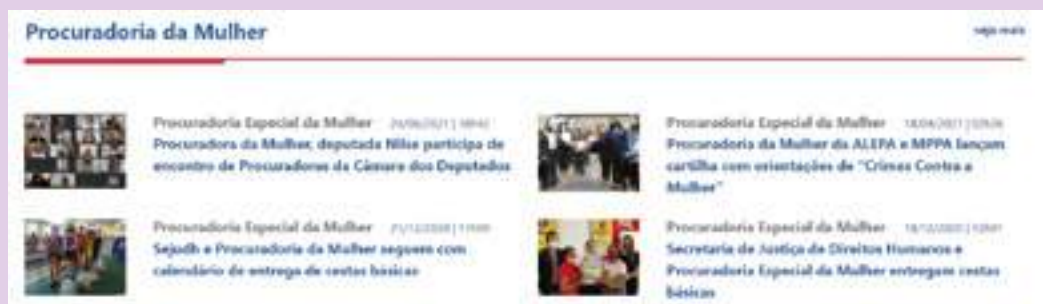 Procuradoria da Mulher
veja mais
Procuradoria Especial da Mulher
Procuradora da Mulher, deputada Nilse participa de
encontro de Procuradoras da Câmara dos Deputados
Procuradoria Especial da Mulher
Procuradoria da Mulher da ALEPA e MPPA lançam
cartilha com orientações de "Crimes Contra a
Mulher"
Procuradoria Especial da Mulher
Sejudh e Procuradoria da Mulher seguem com
calendário de entrega de cestas básicas
Procuradoria Especial da Mulher
Secretaria de Justiça de Direitos Humanos e
Procuradoria Especial da Mulher entregam cestas
básicas